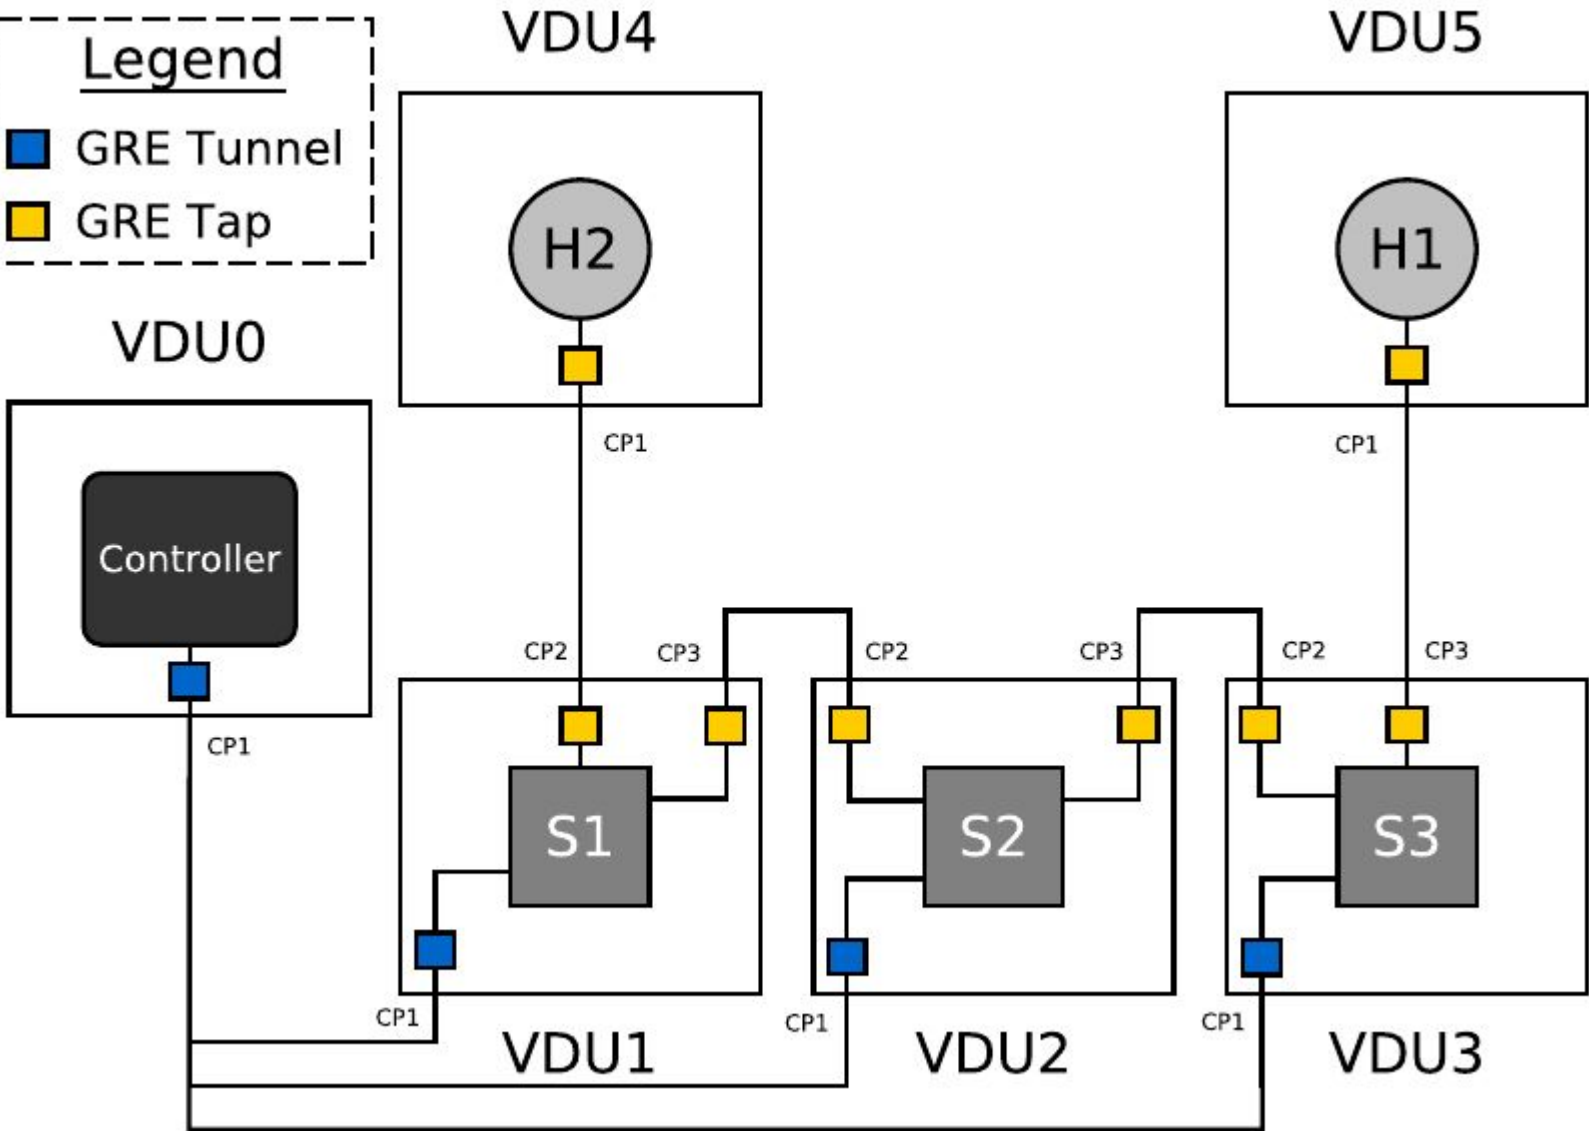 Legend
GRE Tunnel
GRE Tap
VDU4
VDU5
H2
H1
VDU0
CP1
CP1
Controller
CP2
CP3
CP2
CP3
CP2
CP3
CP1
S1
S2
S3
CP1
CP1
CP1
VDU1
VDU2
VDU3